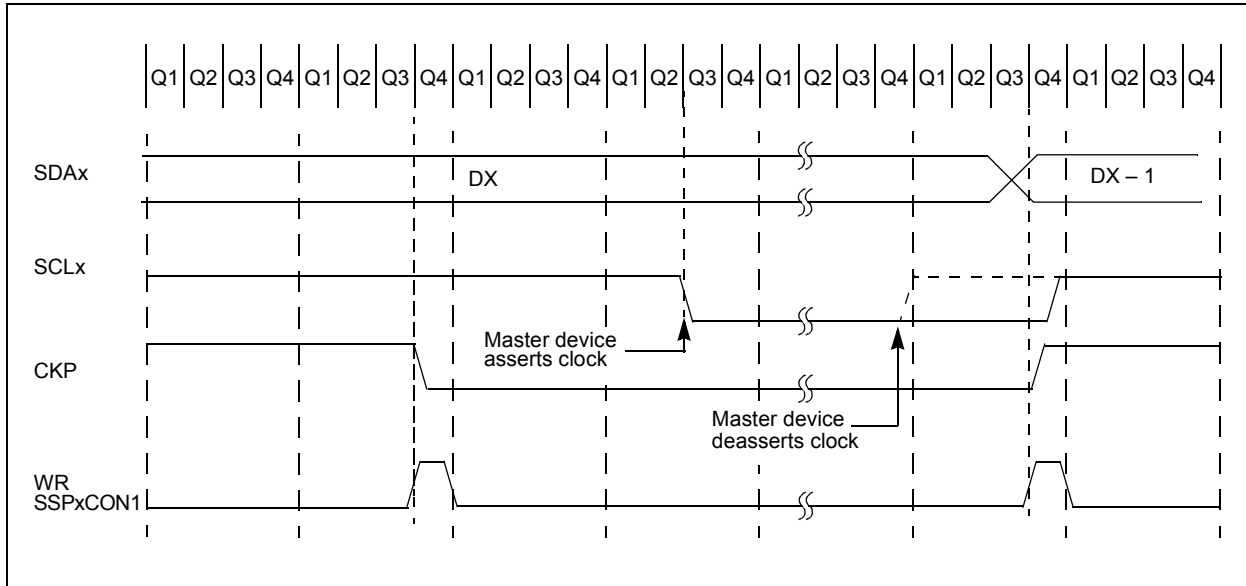 Q1 Q2 Q3 Q4 Q1 Q2 Q3 Q4 Q1 Q2 Q3 Q4 Q1 Q2 Q3 Q4 Q1 Q2 Q3 Q4 Q1 Q2 Q3 Q4 Q1 Q2 Q3 Q4
SDAx
DX
DX – 1
SCLx
Master device
asserts clock
CKP
Master device
deasserts clock
WR
SSPxCON1